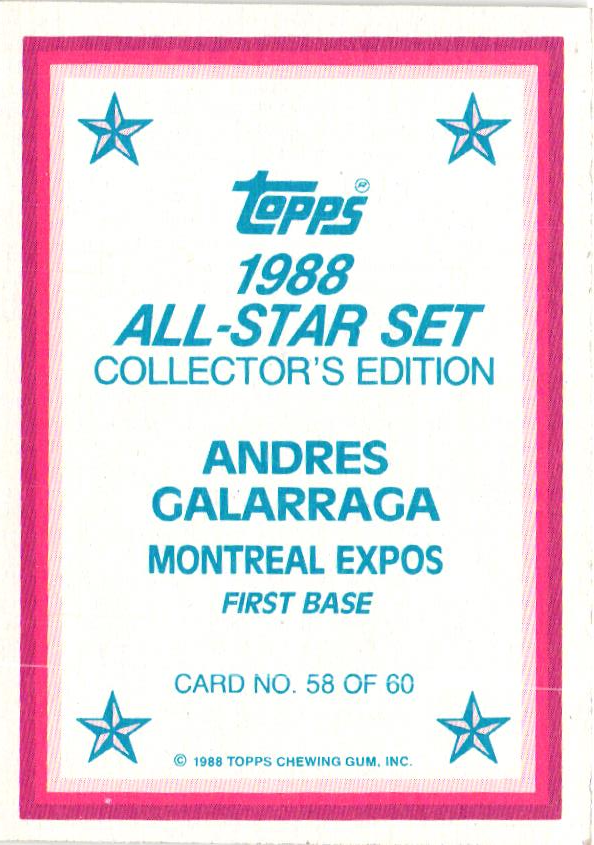 Topps®
1988
ALL-STAR SET
COLLECTOR'S EDITION
ANDRES
GALARRAGA
MONTREAL EXPOS
FIRST BASE
CARD NO. 58 OF 60
© 1988 TOPPS CHEWING GUM, INC.